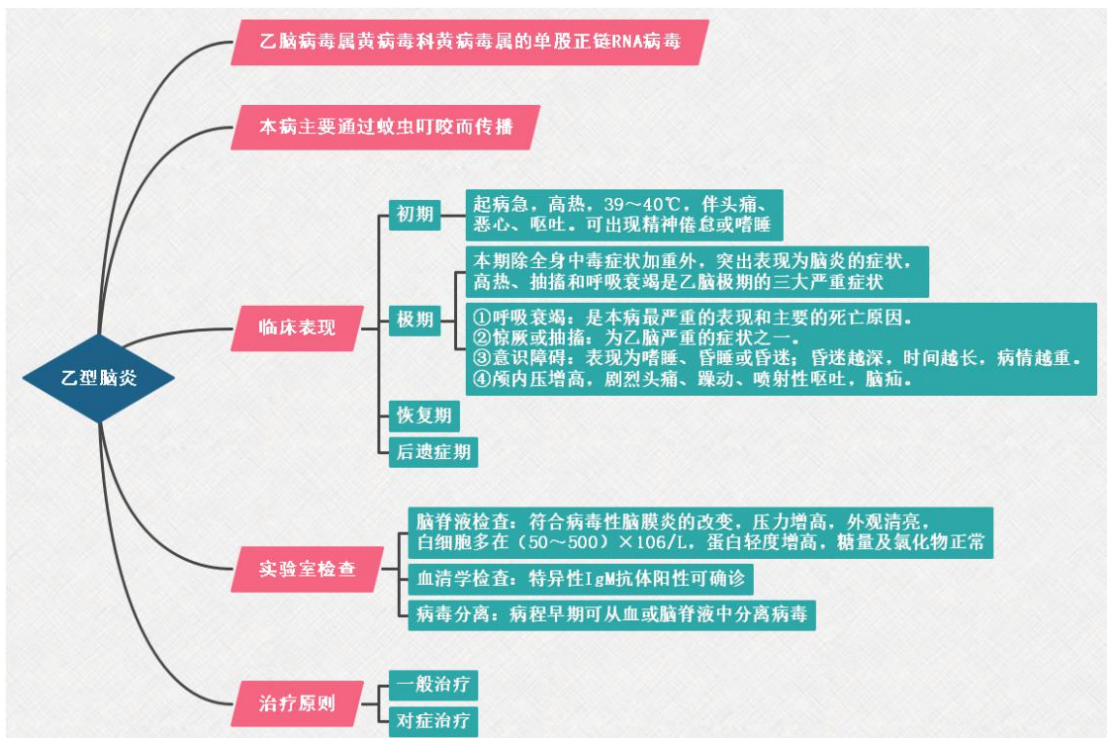 乙脑病毒属黄病毒科黄病毒属的单股正链RNA病毒
本病主要通过蚊虫叮咬而传播
初期
起病急，高热，39～40℃，伴头痛、
恶心、呕吐。可出现精神倦怠或嗜睡
本期除全身中毒症状加重外，突出表现为脑炎的症状，
高热、抽搐和呼吸衰竭是乙脑极期的三大严重症状
临床表现
极期
①呼吸衰竭：是本病最严重的表现和主要的死亡原因。
②惊厥或抽搐：为乙脑严重的症状之一。
③意识障碍：表现为嗜睡、昏睡或昏迷；昏迷越深，时间越长，病情越重。
④颅内压增高，剧烈头痛、躁动、喷射性呕吐，脑疝。
乙型脑炎
恢复期
后遗症期
脑脊液检查：符合病毒性脑膜炎的改变，压力增高，外观清亮，
白细胞多在（50～500）×106/L，蛋白轻度增高，糖量及氯化物正常
实验室检查
血清学检查：特异性IgM抗体阳性可确诊
病毒分离：病程早期可从血或脑脊液中分离病毒
治疗原则
一般治疗
对症治疗